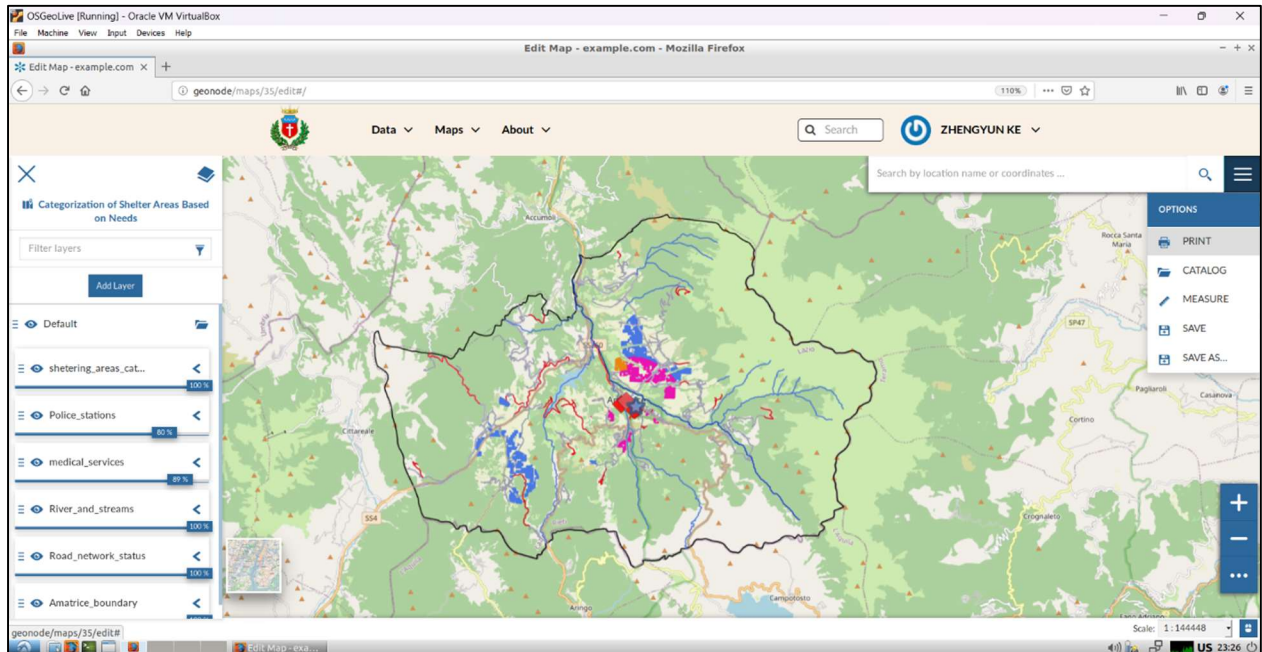 OSGeoLive [Running] - Oracle VM VirtualBox
File Machine View Input Devices Help
Edit Map - example.com - Mozilla Firefox
Edit Map - example.com
geonode/maps/35/edit#/
110%
Data Maps About
Search
ZHENGYUN KE
Categorization of Shelter Areas Based
on Needs
Filter layers
Add Layer
Default
shetering_areas_cat...
100 %
Police_stations
80 %
medical_services
89 %
River_and_streams
100 %
Road_network_status
100 %
Amatrice_boundary
Search by location name or coordinates ...
OPTIONS
PRINT
CATALOG
MEASURE
SAVE
SAVE AS...
Accumoli
Rocca Santa
Maria
SP47
Lazio
Pagliaroli
Casanova
Cortino
Cittareale
SS4
Crognaleto
Campotosto
Aringo
Scale: 1 : 144448
geonode/maps/35/edit#
Edit Map - exa...
US 23:26